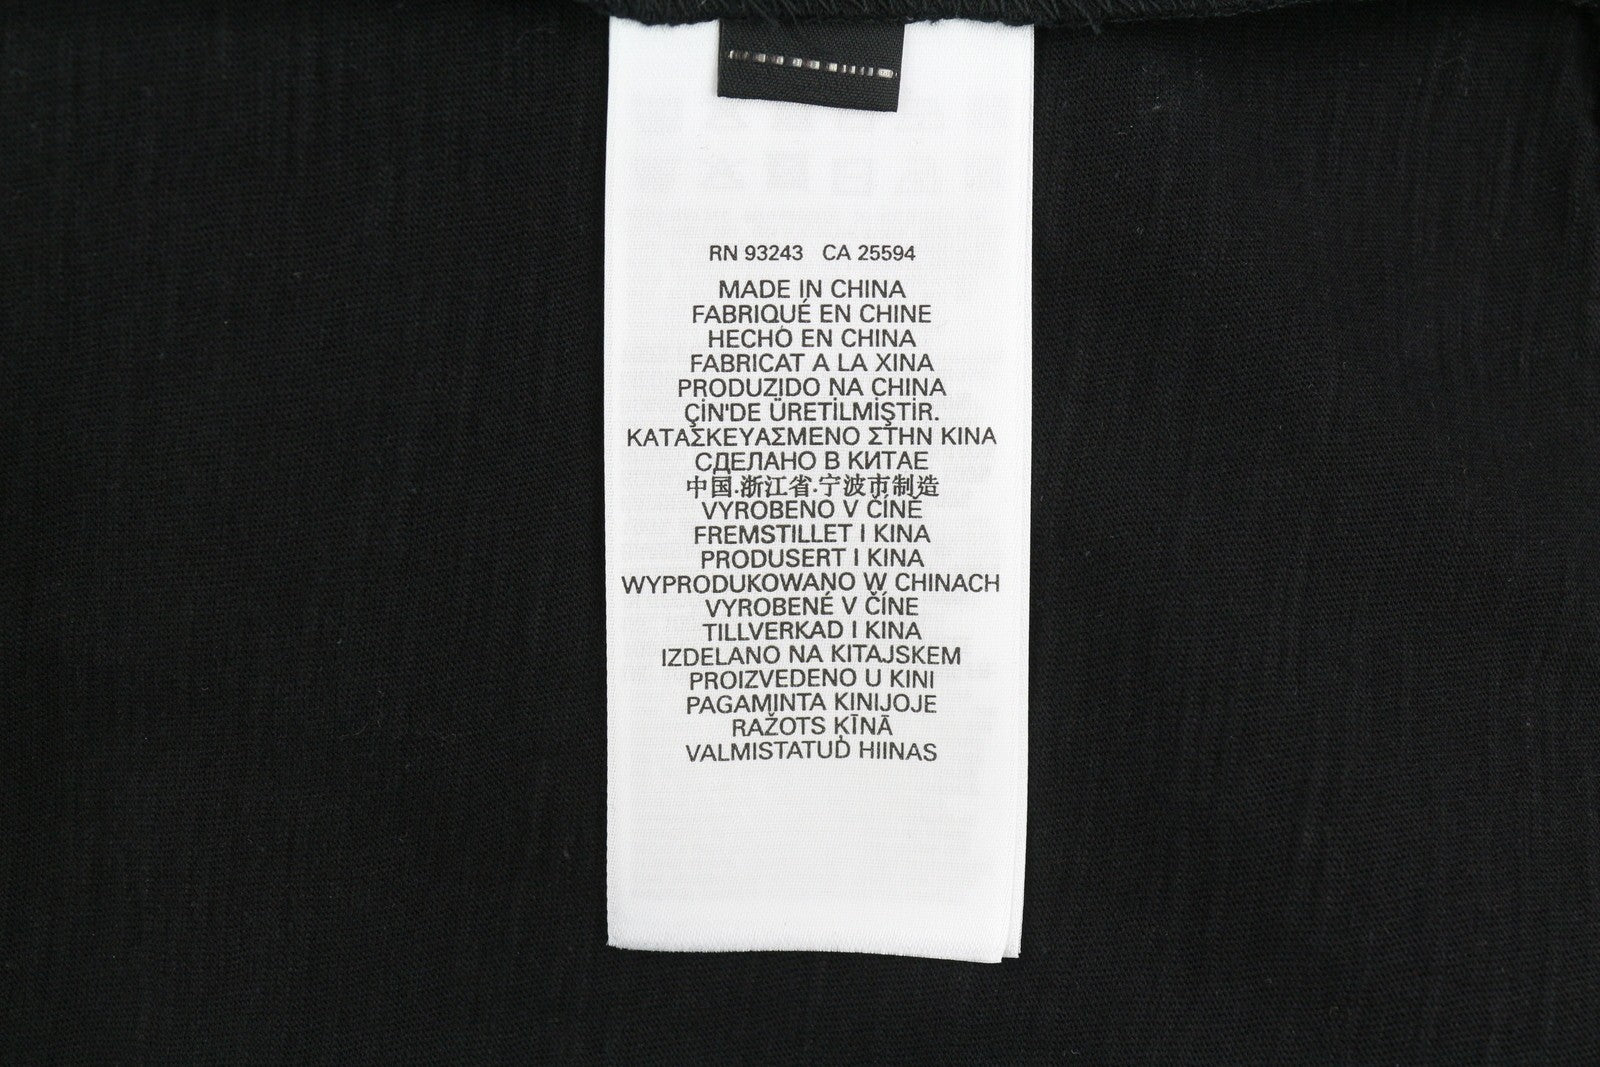 RN 93243 CA 25594
MADE IN CHINA
FABRIQUÉ EN CHINE
HECHO EN CHINA
FABRICAT A LA XINA
PRODUZIDO NA CHINA
ÇİN'DE ÜRETİLMİŞTİR.
ΚΑΤΑΣΚΕΥΑΣΜΕΝΟ ΣΤΗΝ ΚΙΝΑ
СДЕЛАНО В КИТАЕ
中国.浙江省.宁波市制造
VYROBENO V ČÍNĚ
FREMSTILLET I KINA
PRODUSERT I KINA
WYPRODUKOWANO W CHINACH
VYROBENÉ V ČÍNE
TILLVERKAD I KINA
IZDELANO NA KITAJSKEM
PROIZVEDENO U KINI
PAGAMINTA KINIJOJE
RAŽOTS ĶĪNĀ
VALMISTATUD HIINAS